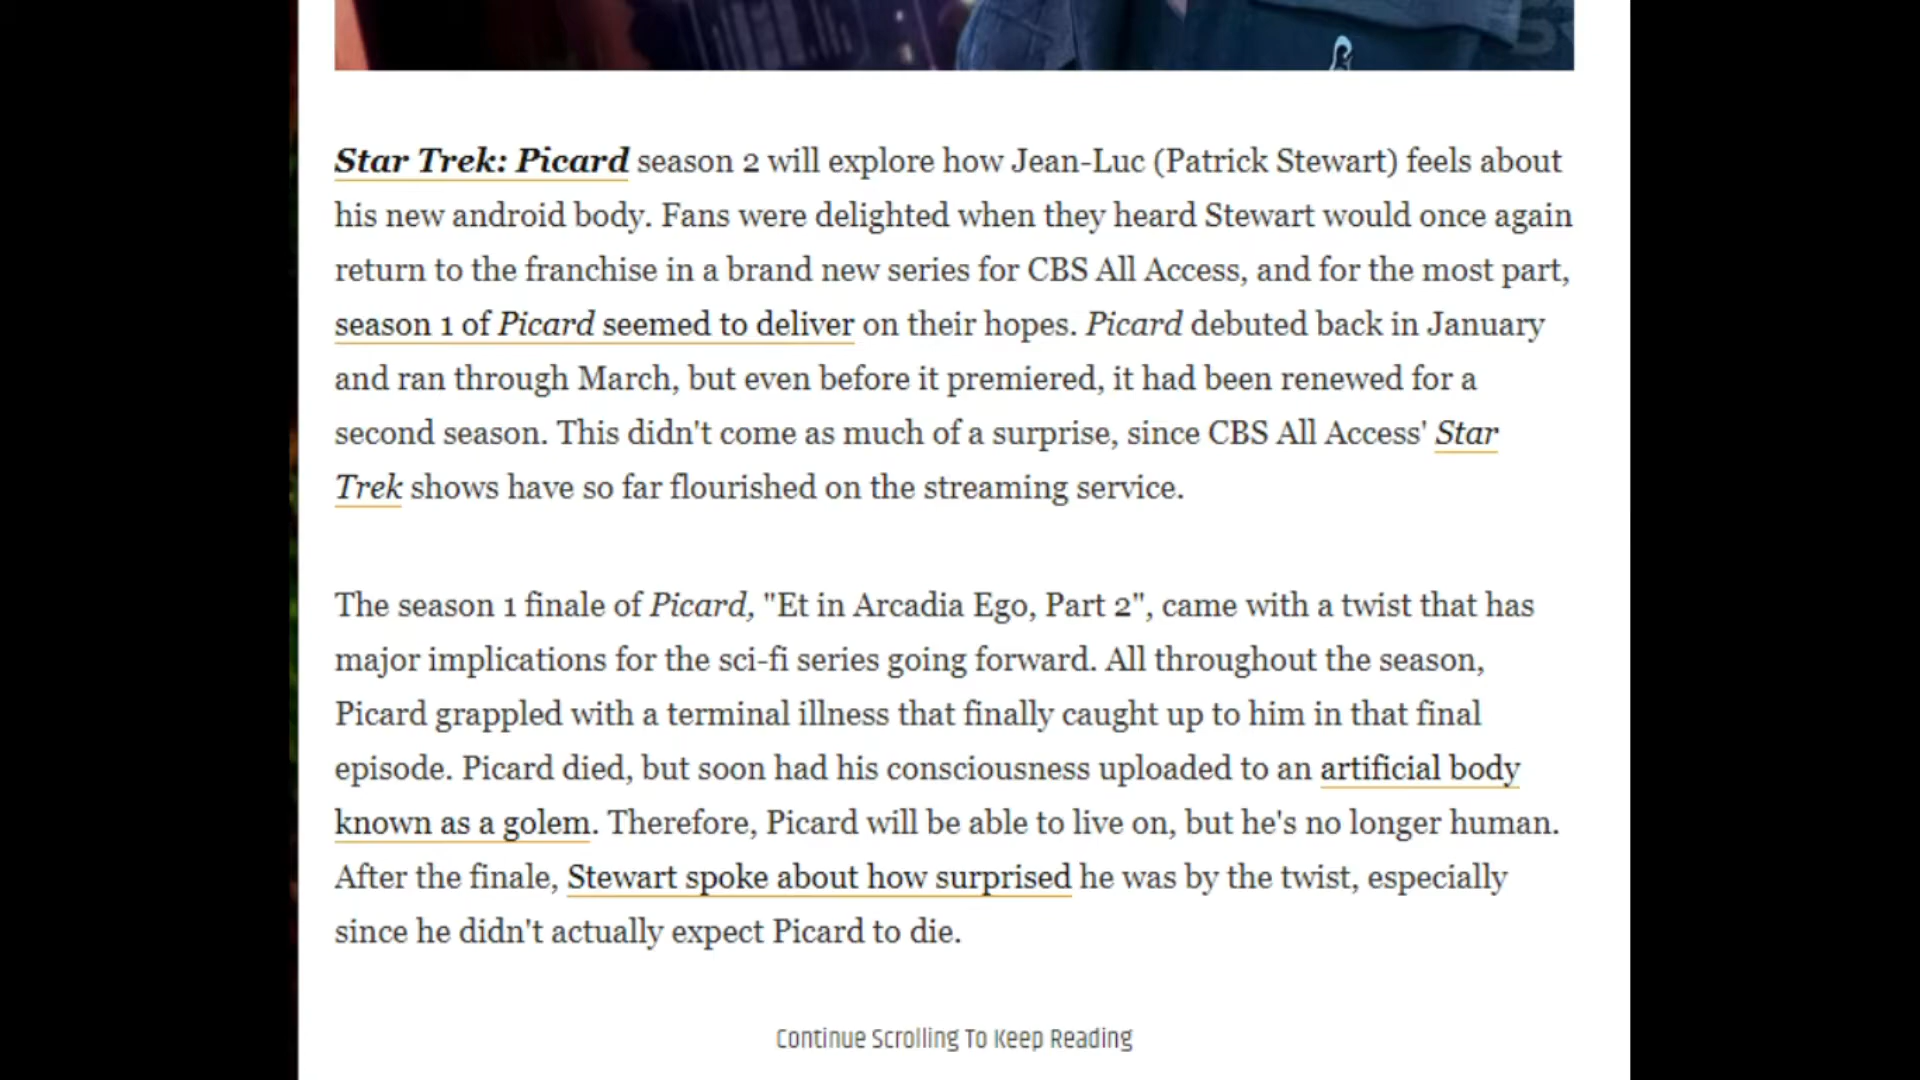 Star Trek: Picard season 2 will explore how Jean-Luc (Patrick Stewart) feels about
his new android body. Fans were delighted when they heard Stewart would once again
return to the franchise in a brand new series for CBS All Access, and for the most part,
season 1 of Picard seemed to deliver on their hopes. Picard debuted back in January
and ran through March, but even before it premiered, it had been renewed for a
second season. This didn't come as much of a surprise, since CBS All Access' Star
Trek shows have so far flourished on the streaming service.
The season 1 finale of Picard, "Et in Arcadia Ego, Part 2", came with a twist that has
major implications for the sci-fi series going forward. All throughout the season,
Picard grappled with a terminal illness that finally caught up to him in that final
episode. Picard died, but soon had his consciousness uploaded to an artificial body
known as a golem. Therefore, Picard will be able to live on, but he's no longer human.
After the finale, Stewart spoke about how surprised he was by the twist, especially
since he didn't actually expect Picard to die.
Continue Scrolling To Keep Reading